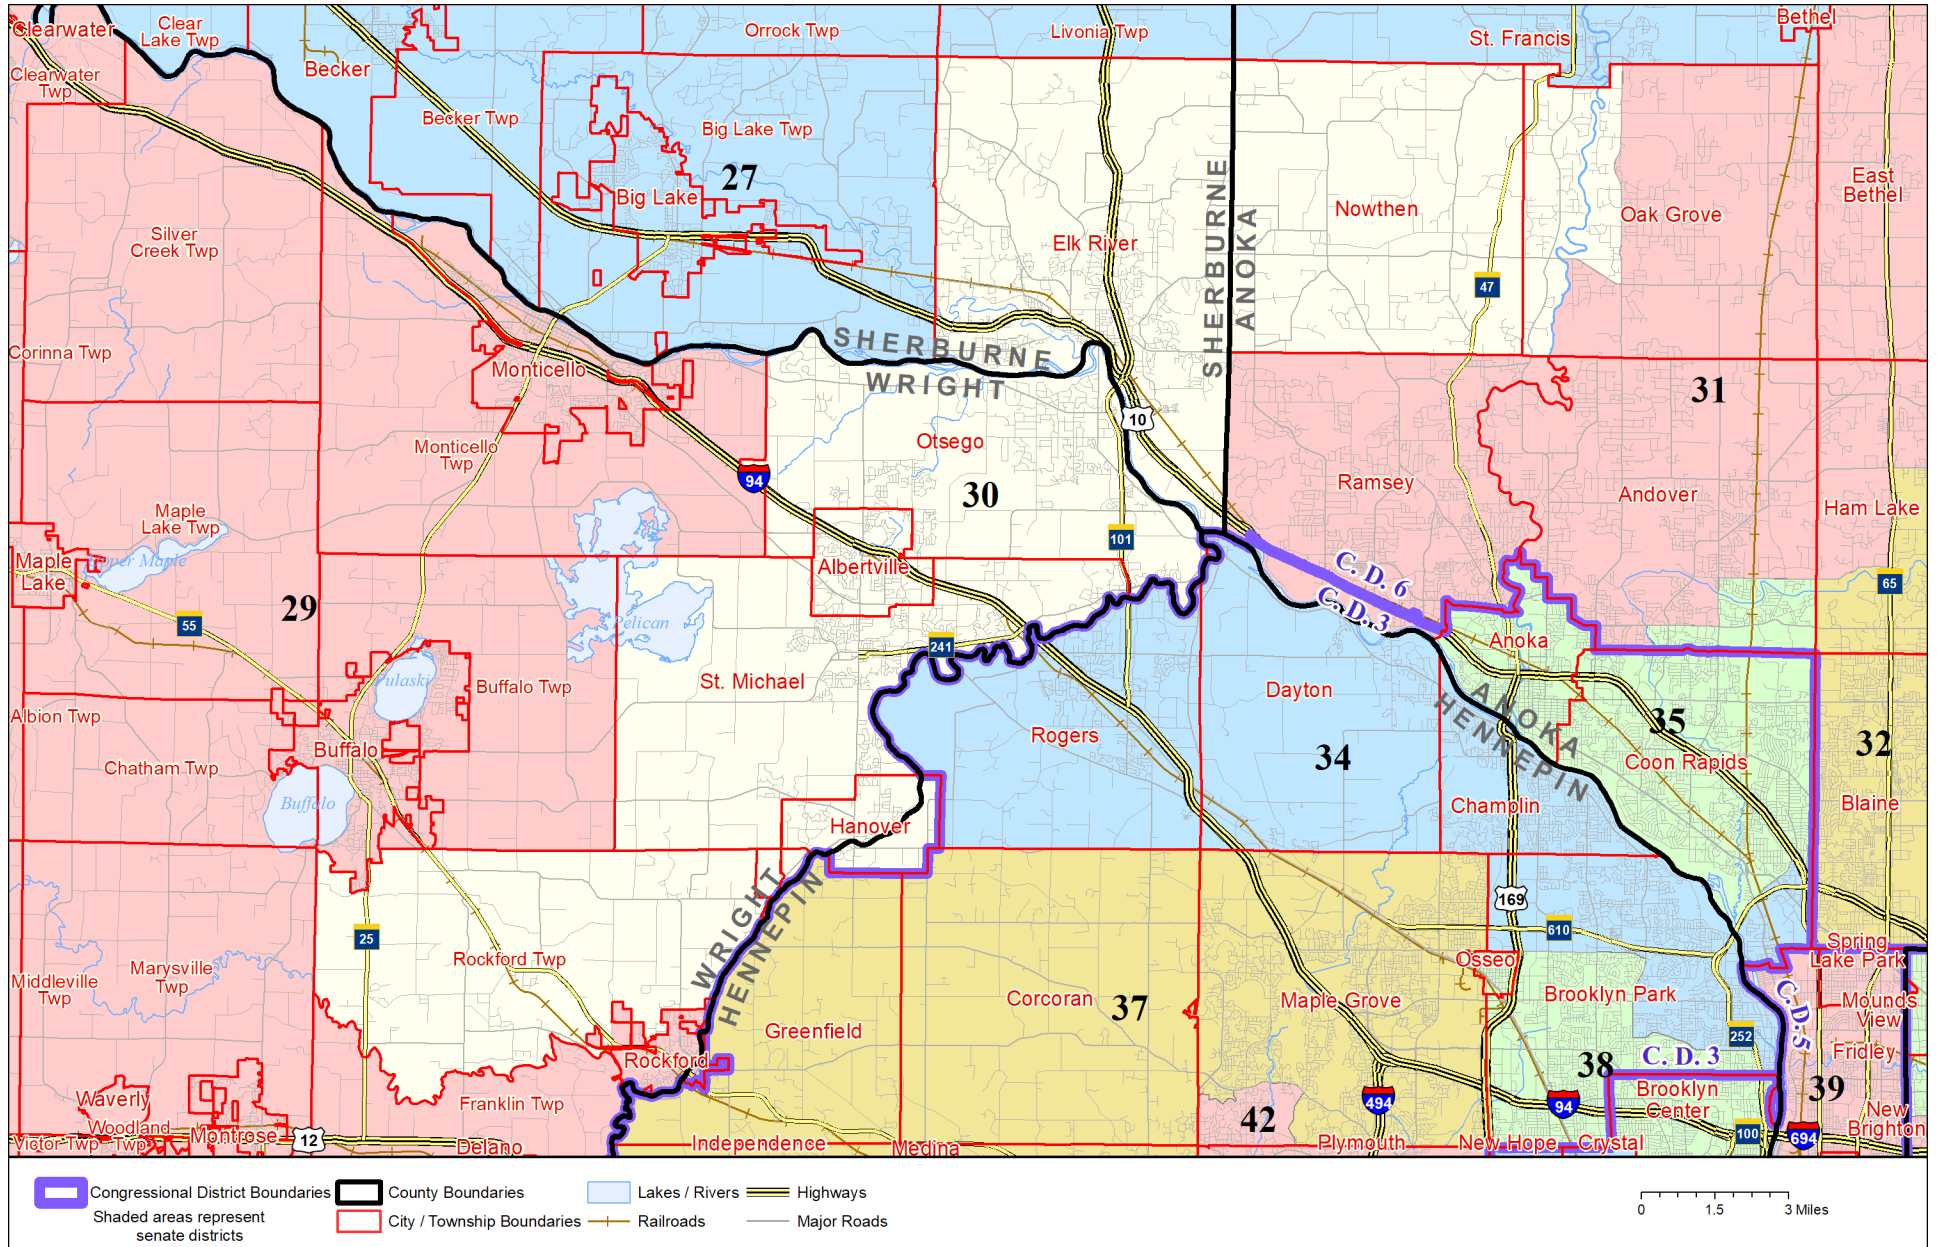 Clearwater
Clear
Lake Twp
Orrock Twp
Livonia Twp
St. Francis
Bethel
Clearwater
Twp
Becker
Becker Twp
Big Lake Twp
27
Big Lake
East
Bethel
Nowthen
Oak Grove
Silver
Creek Twp
Elk River
SHERBURNE
ANOKA
47
Corinna Twp
SHERBURNE
WRIGHT
Monticello
31
10
Otsego
Monticello
Twp
94
30
Ramsey
Andover
Ham Lake
Maple
Lake Twp
Maple
Lake
Upper Maple
101
Albertville
C. D. 6
C. D. 3
65
29
55
Pelican
241
Anoka
Pulaski
Buffalo Twp
St. Michael
Dayton
Albion Twp
ANOKA
HENNEPIN
35
Rogers
32
Buffalo
34
Coon Rapids
Chatham Twp
Buffalo
Champlin
Blaine
Hanover
WRIGHT
HENNEPIN
169
25
610
Spring
Lake Park
Rockford Twp
Osseo
Marysville
Twp
Middleville
Twp
Corcoran
37
Maple Grove
Brooklyn Park
C. D. 5
Mounds
View
Greenfield
252
Rockford
38
C. D. 3
Fridley
Waverly
Franklin Twp
494
94
Brooklyn
Center
39
42
New
Brighton
Woodland
Twp
Victor Twp
Montrose
12
Delano
Independence
Medina
Plymouth
New Hope
Crystal
100
694
Congressional District Boundaries
County Boundaries
Lakes / Rivers
Highways
Shaded areas represent
senate districts
City / Township Boundaries
Railroads
Major Roads
0 1.5 3 Miles